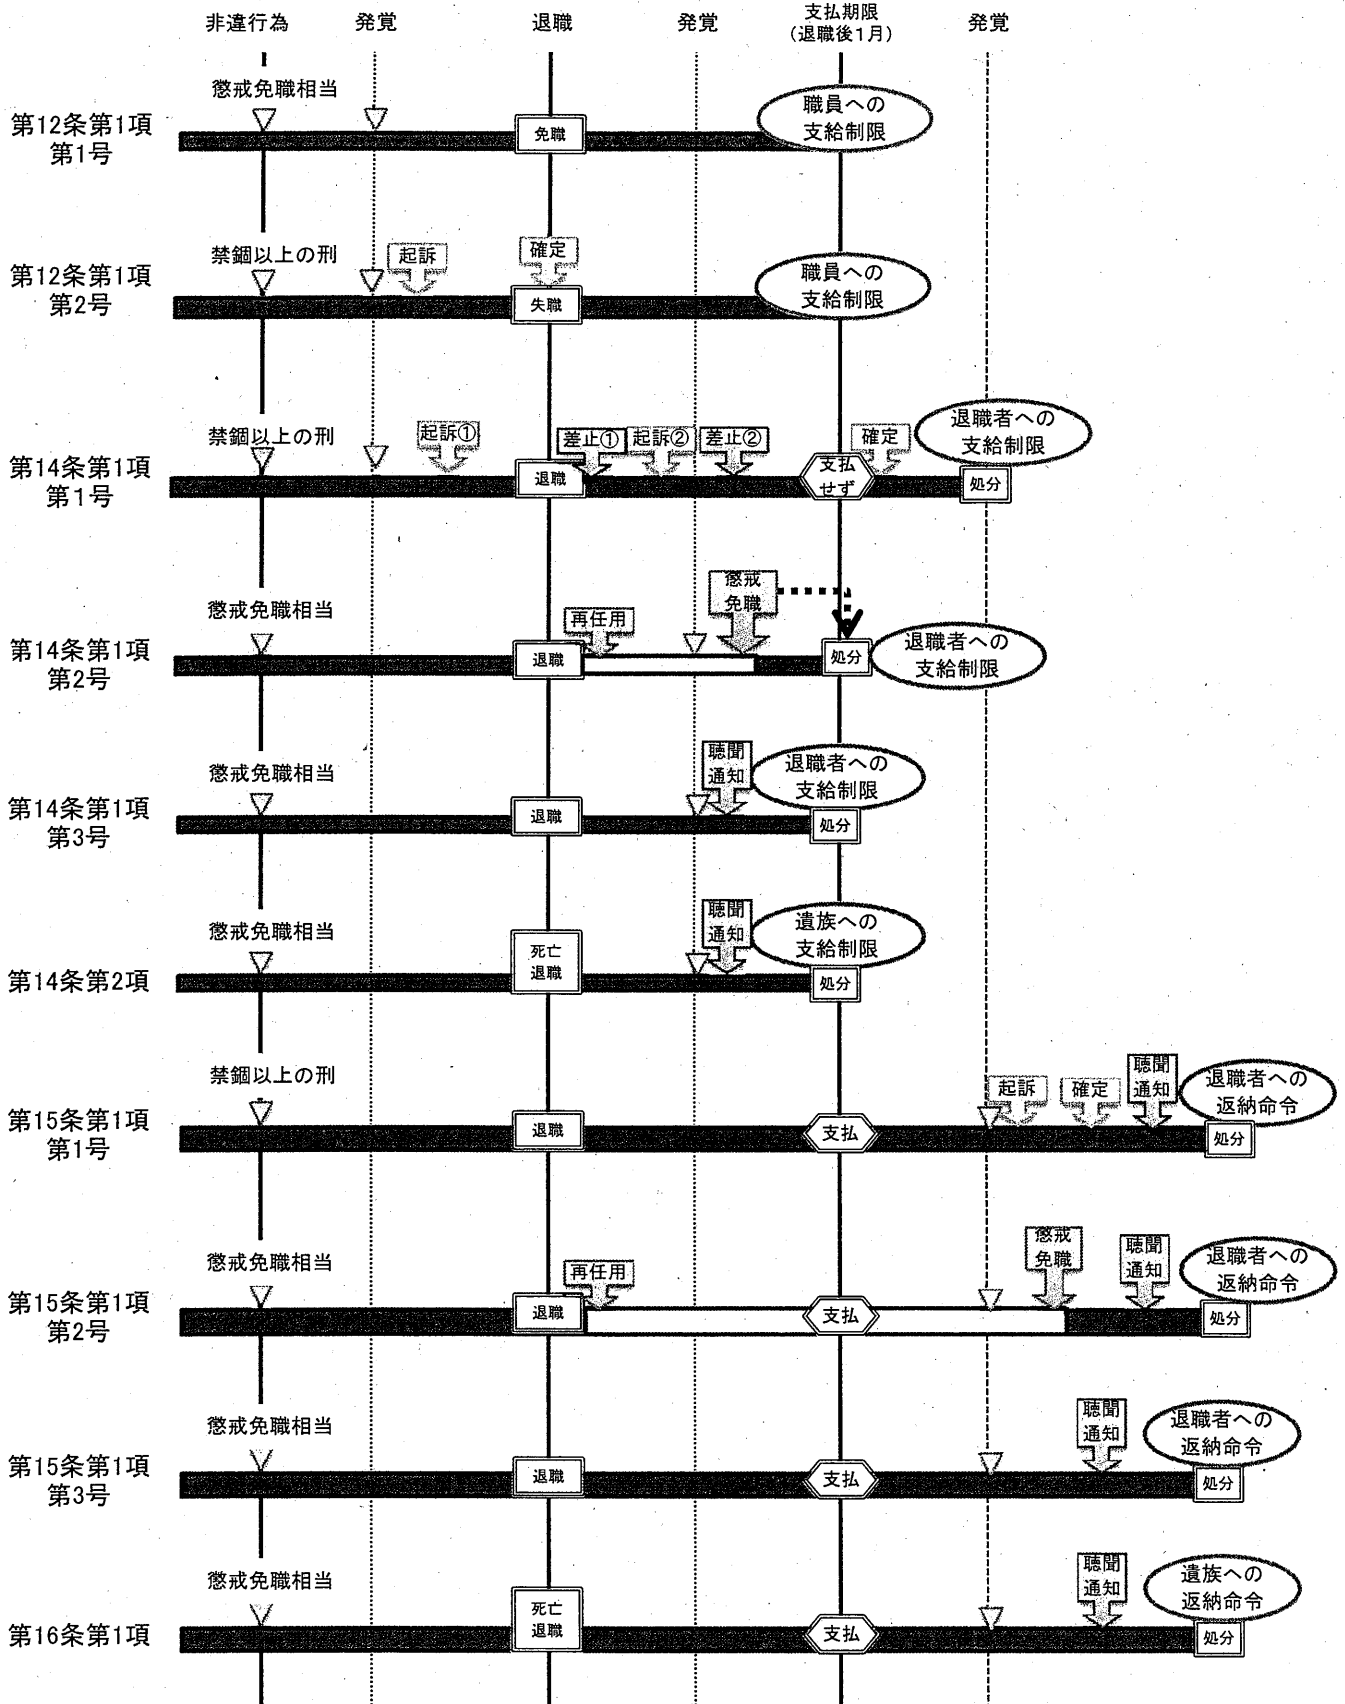 非違行為
発覚
退職
発覚
支払期限
(退職後1月)
発覚
第12条第1項
第1号
懲戒免職相当
免職
職員への
支給制限
第12条第1項
第2号
禁錮以上の刑
起訴
確定
失職
職員への
支給制限
第14条第1項
第1号
禁錮以上の刑
起訴①
退職
差止①
起訴②
差止②
支払
せず
確定
処分
退職者への
支給制限
第14条第1項
第2号
懲戒免職相当
退職
再任用
懲戒
免職
処分
退職者への
支給制限
第14条第1項
第3号
懲戒免職相当
退職
聴聞
通知
処分
退職者への
支給制限
第14条第2項
懲戒免職相当
死亡
退職
聴聞
通知
処分
遺族への
支給制限
第15条第1項
第1号
禁錮以上の刑
退職
支払
起訴
確定
聴聞
通知
処分
退職者への
返納命令
第15条第1項
第2号
懲戒免職相当
退職
再任用
支払
懲戒
免職
聴聞
通知
処分
退職者への
返納命令
第15条第1項
第3号
懲戒免職相当
退職
支払
聴聞
通知
処分
退職者への
返納命令
第16条第1項
懲戒免職相当
死亡
退職
支払
聴聞
通知
処分
遺族への
返納命令